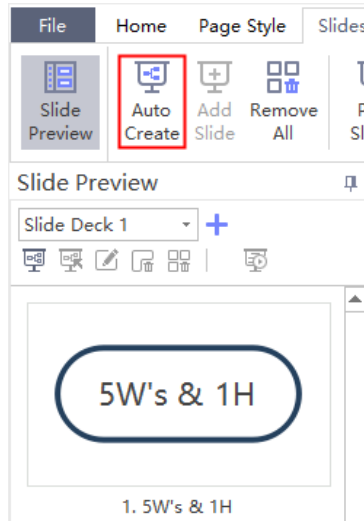 File Home Page Style Slides
Slide Preview
Auto Create
Add Slide
Remove All
Slide Preview
Slide Deck 1
5W's & 1H
1. 5W's & 1H